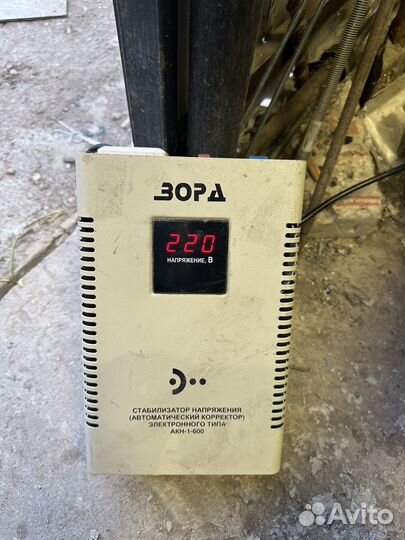 ЗОРД
220
НАПРЯЖЕНИЕ, В
СТАБИЛИЗАТОР НАПРЯЖЕНИЯ
(АВТОМАТИЧЕСКИЙ КОРРЕКТОР)
ЭЛЕКТРОННОГО ТИПА
АКН-1-600
Avito